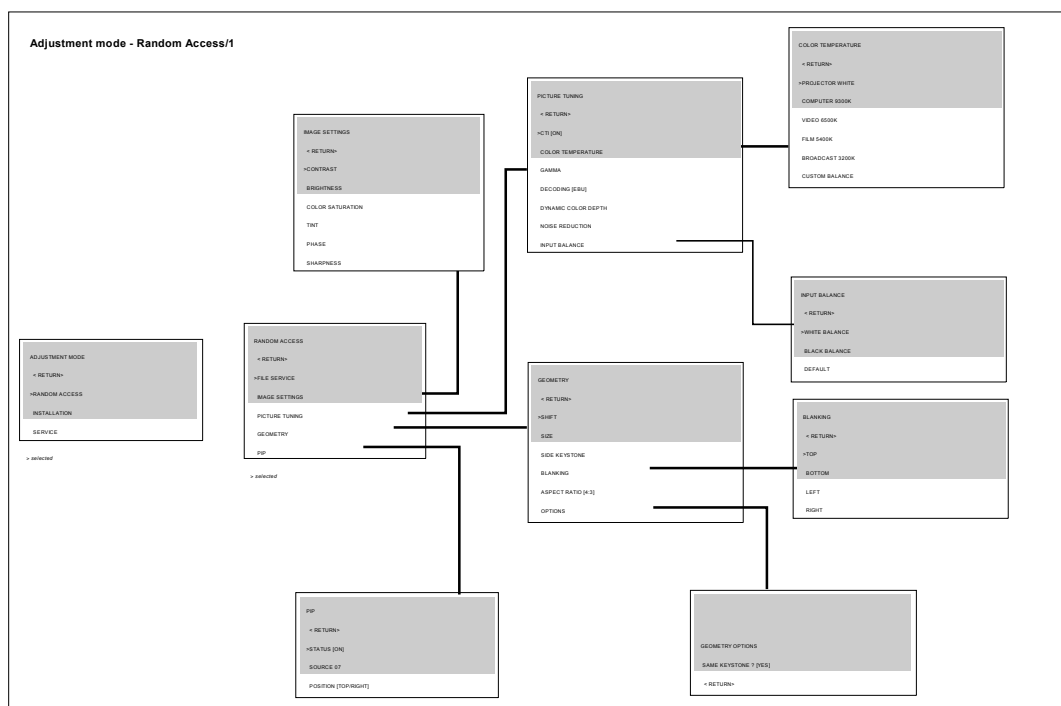 Adjustment mode - Random Access/1
ADJUSTMENT MODE
< RETURN>
>RANDOM ACCESS
INSTALLATION
SERVICE
> selected
RANDOM ACCESS
< RETURN>
>FILE SERVICE
IMAGE SETTINGS
PICTURE TUNING
GEOMETRY
PIP
> selected
IMAGE SETTINGS
< RETURN>
>CONTRAST
BRIGHTNESS
COLOR SATURATION
TINT
PHASE
SHARPNESS
PICTURE TUNING
< RETURN>
>CTI [ON]
COLOR TEMPERATURE
GAMMA
DECODING [EBU]
DYNAMIC COLOR DEPTH
NOISE REDUCTION
INPUT BALANCE
COLOR TEMPERATURE
< RETURN>
>PROJECTOR WHITE
COMPUTER 9300K
VIDEO 6500K
FILM 5400K
BROADCAST 3200K
CUSTOM BALANCE
INPUT BALANCE
< RETURN>
>WHITE BALANCE
BLACK BALANCE
DEFAULT
GEOMETRY
< RETURN>
>SHIFT
SIZE
SIDE KEYSTONE
BLANKING
ASPECT RATIO [4:3]
OPTIONS
BLANKING
< RETURN>
>TOP
BOTTOM
LEFT
RIGHT
PIP
< RETURN>
>STATUS [ON]
SOURCE 07
POSITION [TOP/RIGHT]
GEOMETRY OPTIONS
SAME KEYSTONE ? [YES]
< RETURN>